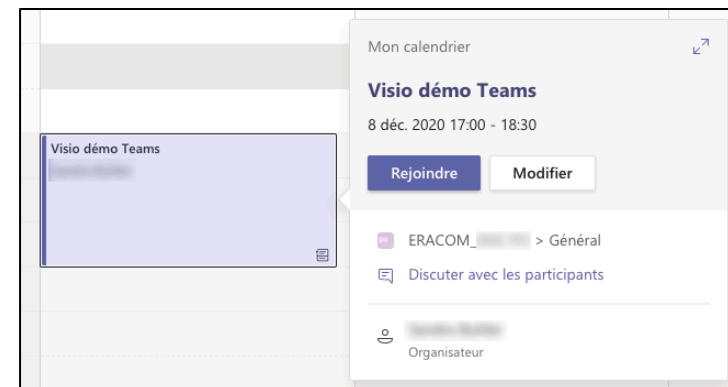 Visio démo Teams
Mon calendrier
Visio démo Teams
8 déc. 2020 17:00 - 18:30
Rejoindre
Modifier
ERACOM_ > Général
Discuter avec les participants
Organisateur